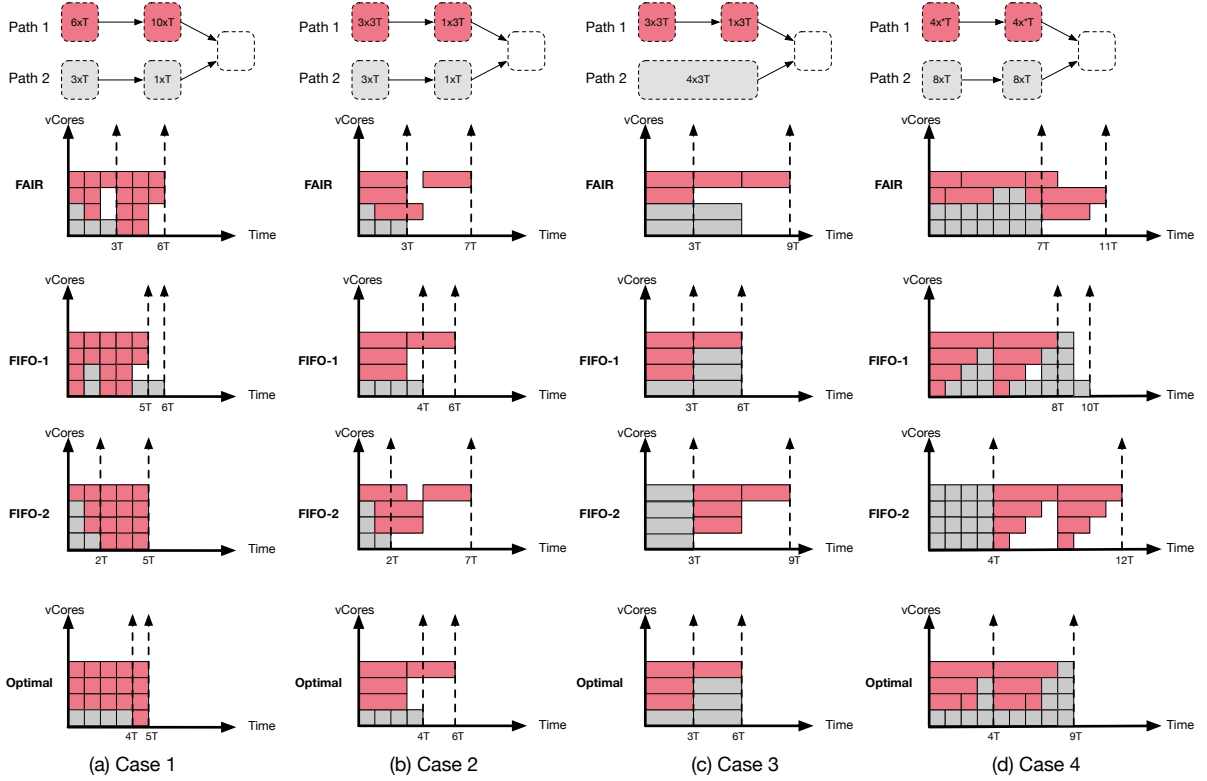 Path 1 6xT 10xT
Path 2 3xT 1xT
Path 1 3x3T 1x3T
Path 2 3xT 1xT
Path 1 3x3T 1x3T
Path 2 4x3T
Path 1 4x*T 4x*T
Path 2 8xT 8xT
vCores
FAIR
3T 6T Time
vCores
FAIR
3T 7T Time
vCores
FAIR
3T 9T Time
vCores
FAIR
7T 11T Time
vCores
FIFO-1
5T 6T Time
vCores
FIFO-1
4T 6T Time
vCores
FIFO-1
3T 6T Time
vCores
FIFO-1
8T 10T Time
vCores
FIFO-2
2T 5T Time
vCores
FIFO-2
2T 7T Time
vCores
FIFO-2
3T 9T Time
vCores
FIFO-2
4T 12T Time
vCores
Optimal
4T 5T Time
vCores
Optimal
4T 6T Time
vCores
Optimal
3T 6T Time
vCores
Optimal
4T 9T Time
(a) Case 1
(b) Case 2
(c) Case 3
(d) Case 4